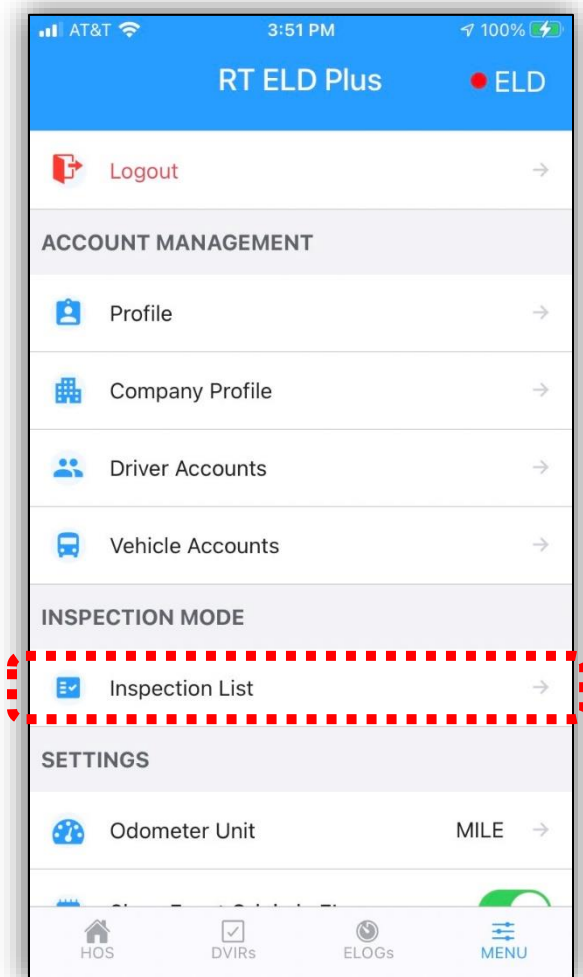 AT&T 3:51 PM 100%
RT ELD Plus ELD
Logout
ACCOUNT MANAGEMENT
Profile
Company Profile
Driver Accounts
Vehicle Accounts
INSPECTION MODE
Inspection List
SETTINGS
Odometer Unit MILE
HOS DVIRs ELOGs MENU